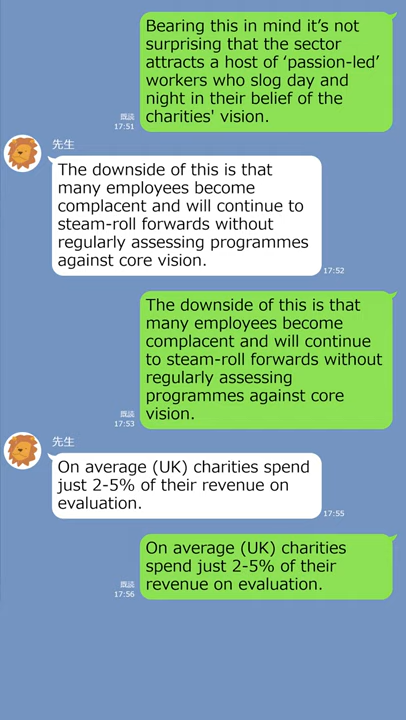 Bearing this in mind it's not
surprising that the sector
attracts a host of ‘passion-led’
workers who slog day and
night in their belief of the
charities' vision.
既読
17:51
先生
The downside of this is that
many employees become
complacent and will continue to
steam-roll forwards without
regularly assessing programmes
against core vision.
17:52
The downside of this is that
many employees become
complacent and will continue
to steam-roll forwards without
regularly assessing
programmes against core
vision.
既読
17:53
先生
On average (UK) charities spend
just 2-5% of their revenue on
evaluation.
17:55
On average (UK) charities
spend just 2-5% of their
revenue on evaluation.
既読
17:56